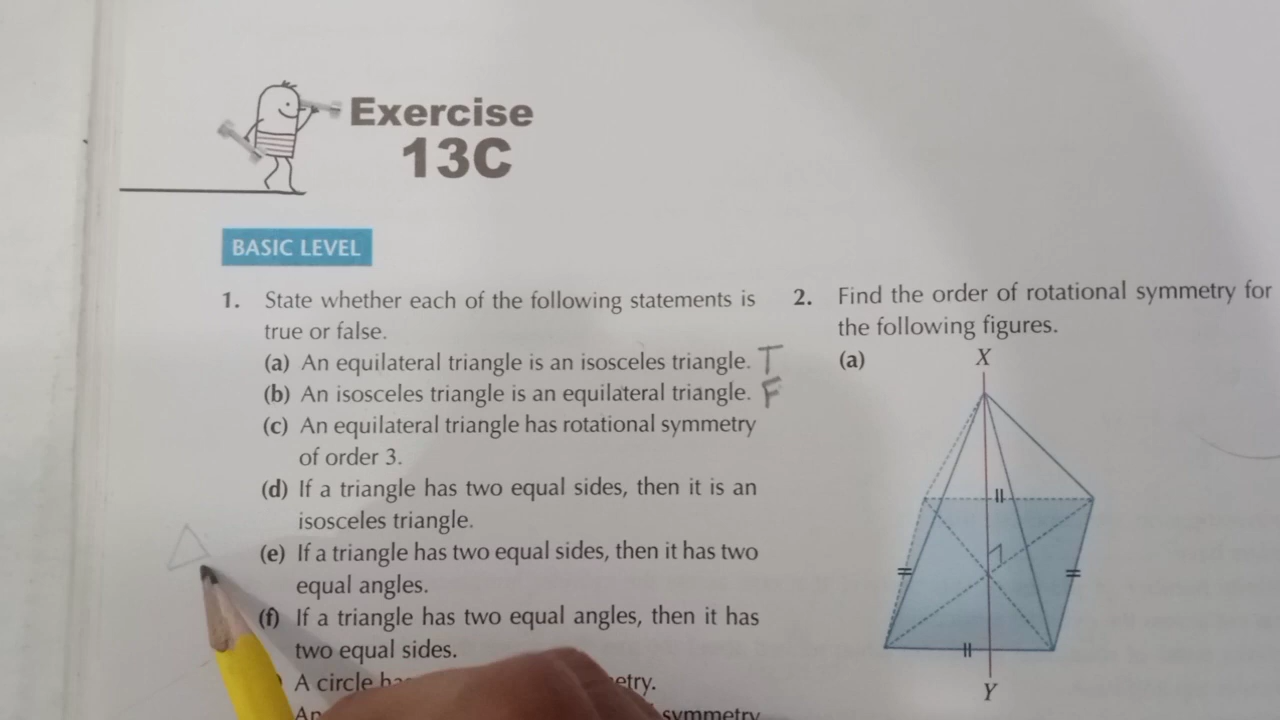 Exercise
13C
BASIC LEVEL
1. State whether each of the following statements is
true or false.
(a) An equilateral triangle is an isosceles triangle. T
(b) An isosceles triangle is an equilateral triangle. F
(c) An equilateral triangle has rotational symmetry
of order 3.
(d) If a triangle has two equal sides, then it is an
isosceles triangle.
(e) If a triangle has two equal sides, then it has two
equal angles.
(f) If a triangle has two equal angles, then it has
two equal sides.
A circle
symmetry
2. Find the order of rotational symmetry for
the following figures.
(a)
X
Y